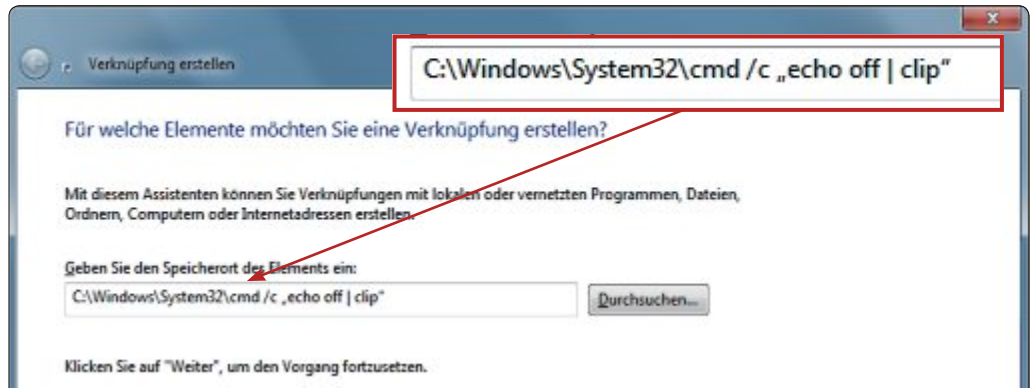 Verknüpfung erstellen
C:\Windows\System32\cmd /c „echo off | clip“
Für welche Elemente möchten Sie eine Verknüpfung erstellen?
Mit diesem Assistenten können Sie Verknüpfungen mit lokalen oder vernetzten Programmen, Dateien,
Ordnern, Computern oder Internetadressen erstellen.
Geben Sie den Speicherort des Elements ein:
C:\Windows\System32\cmd /c „echo off | clip“
Durchsuchen...
Klicken Sie auf "Weiter", um den Vorgang fortzusetzen.